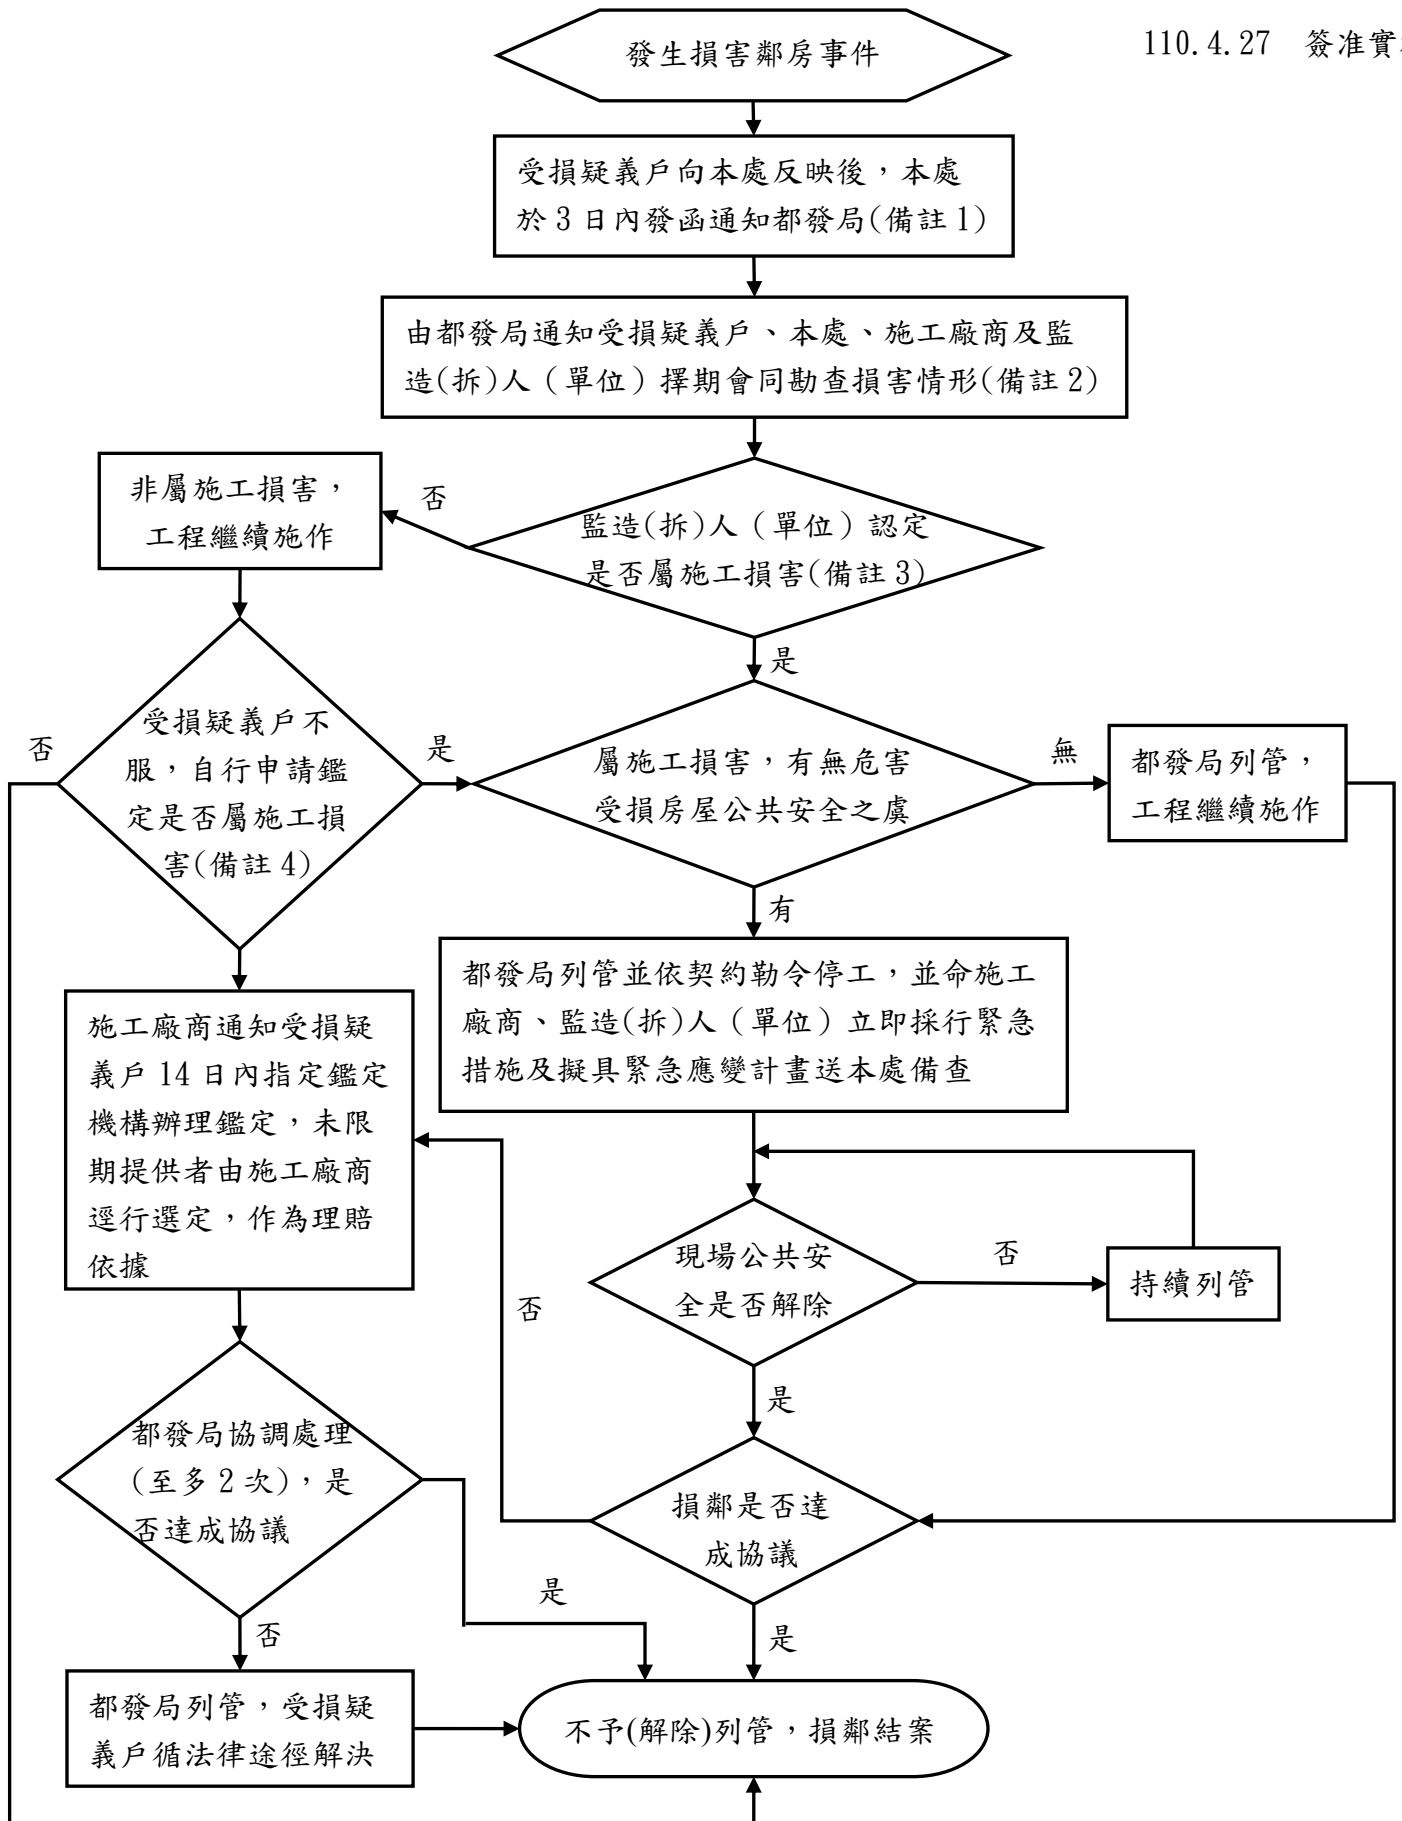 發生損害鄰房事件
110.4.27 簽准實
受損疑義戶向本處反映後，本處
於3日內發函通知都發局(備註1)
由都發局通知受損疑義戶、本處、施工廠商及監
造(拆)人（單位）擇期會同勘查損害情形(備註2)
非屬施工損害，
工程繼續施作
否
監造(拆)人（單位）認定
是否屬施工損害(備註3)
是
否
受損疑義戶不
服，自行申請鑑
定是否屬施工損
害(備註4)
是
屬施工損害，有無危害
受損房屋公共安全之虞
無
都發局列管，
工程繼續施作
有
都發局列管並依契約勒令停工，並命施工
廠商、監造(拆)人（單位）立即採行緊急
措施及擬具緊急應變計畫送本處備查
施工廠商通知受損疑
義戶14日內指定鑑定
機構辦理鑑定，未限
期提供者由施工廠商
逕行選定，作為理賠
依據
現場公共安
全是否解除
否
持續列管
否
是
都發局協調處理
(至多2次)，是
否達成協議
損鄰是否達
成協議
是
否
是
都發局列管，受損疑
義戶循法律途徑解決
不予(解除)列管，損鄰結案